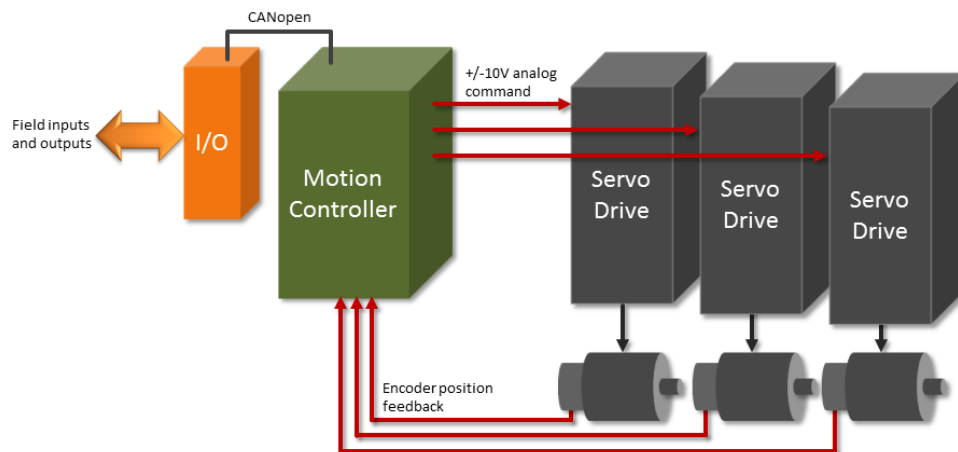 CANopen
+/-10V analog
command
Field inputs
and outputs
I/O
Motion
Controller
Servo
Drive
Servo
Drive
Servo
Drive
Encoder position
feedback